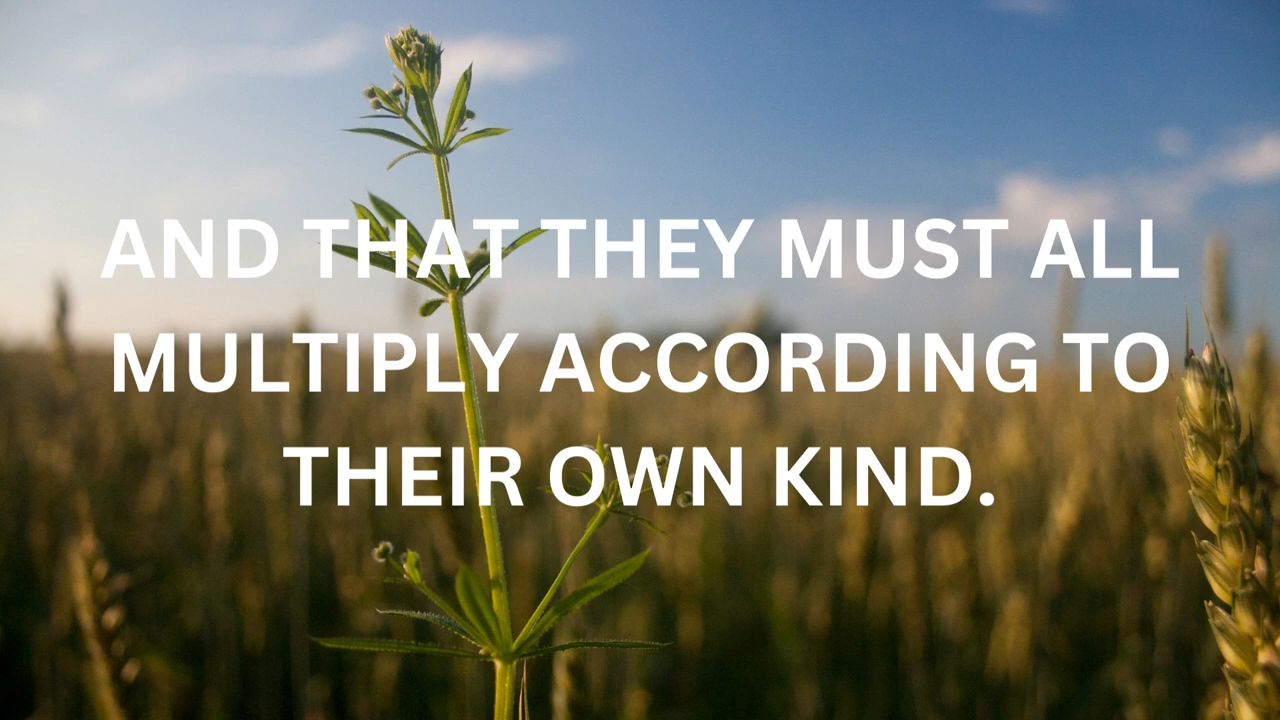 AND THAT THEY MUST ALL
MULTIPLY ACCORDING TO
THEIR OWN KIND.